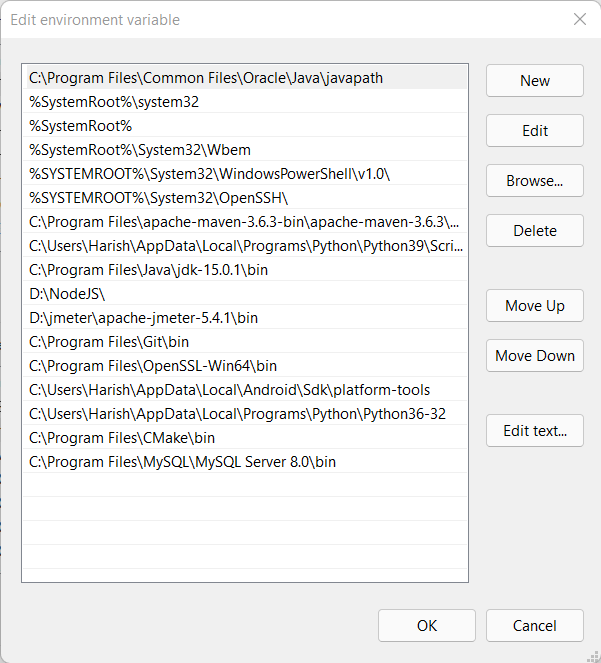 Edit environment variable
C:\Program Files\Common Files\Oracle\Java\javapath
%SystemRoot%\system32
%SystemRoot%
%SystemRoot%\System32\Wbem
%SYSTEMROOT%\System32\WindowsPowerShell\v1.0\
%SYSTEMROOT%\System32\OpenSSH\
C:\Program Files\apache-maven-3.6.3-bin\apache-maven-3.6.3\...
C:\Users\Harish\AppData\Local\Programs\Python\Python39\Scri...
C:\Program Files\Java\jdk-15.0.1\bin
D:\NodeJS\
D:\jmeter\apache-jmeter-5.4.1\bin
C:\Program Files\Git\bin
C:\Program Files\OpenSSL-Win64\bin
C:\Users\Harish\AppData\Local\Android\Sdk\platform-tools
C:\Users\Harish\AppData\Local\Programs\Python\Python36-32
C:\Program Files\CMake\bin
C:\Program Files\MySQL\MySQL Server 8.0\bin
New
Edit
Browse...
Delete
Move Up
Move Down
Edit text...
OK
Cancel